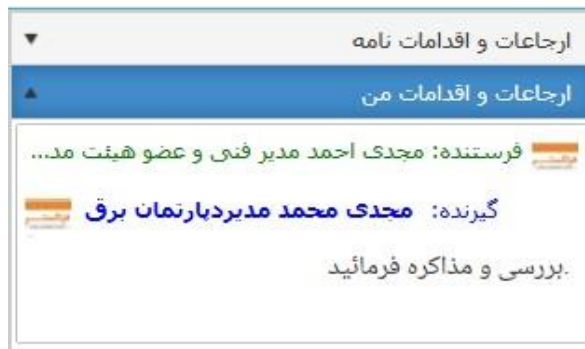 ارجاعات و اقدامات نامه
ارجاعات و اقدامات من
فرستنده: مجدی احمد مدیر فنی و عضو هیئت مد...
گیرنده: مجدی محمد مدیردپارتمان برق
بررسی و مذاکره فرمائید.